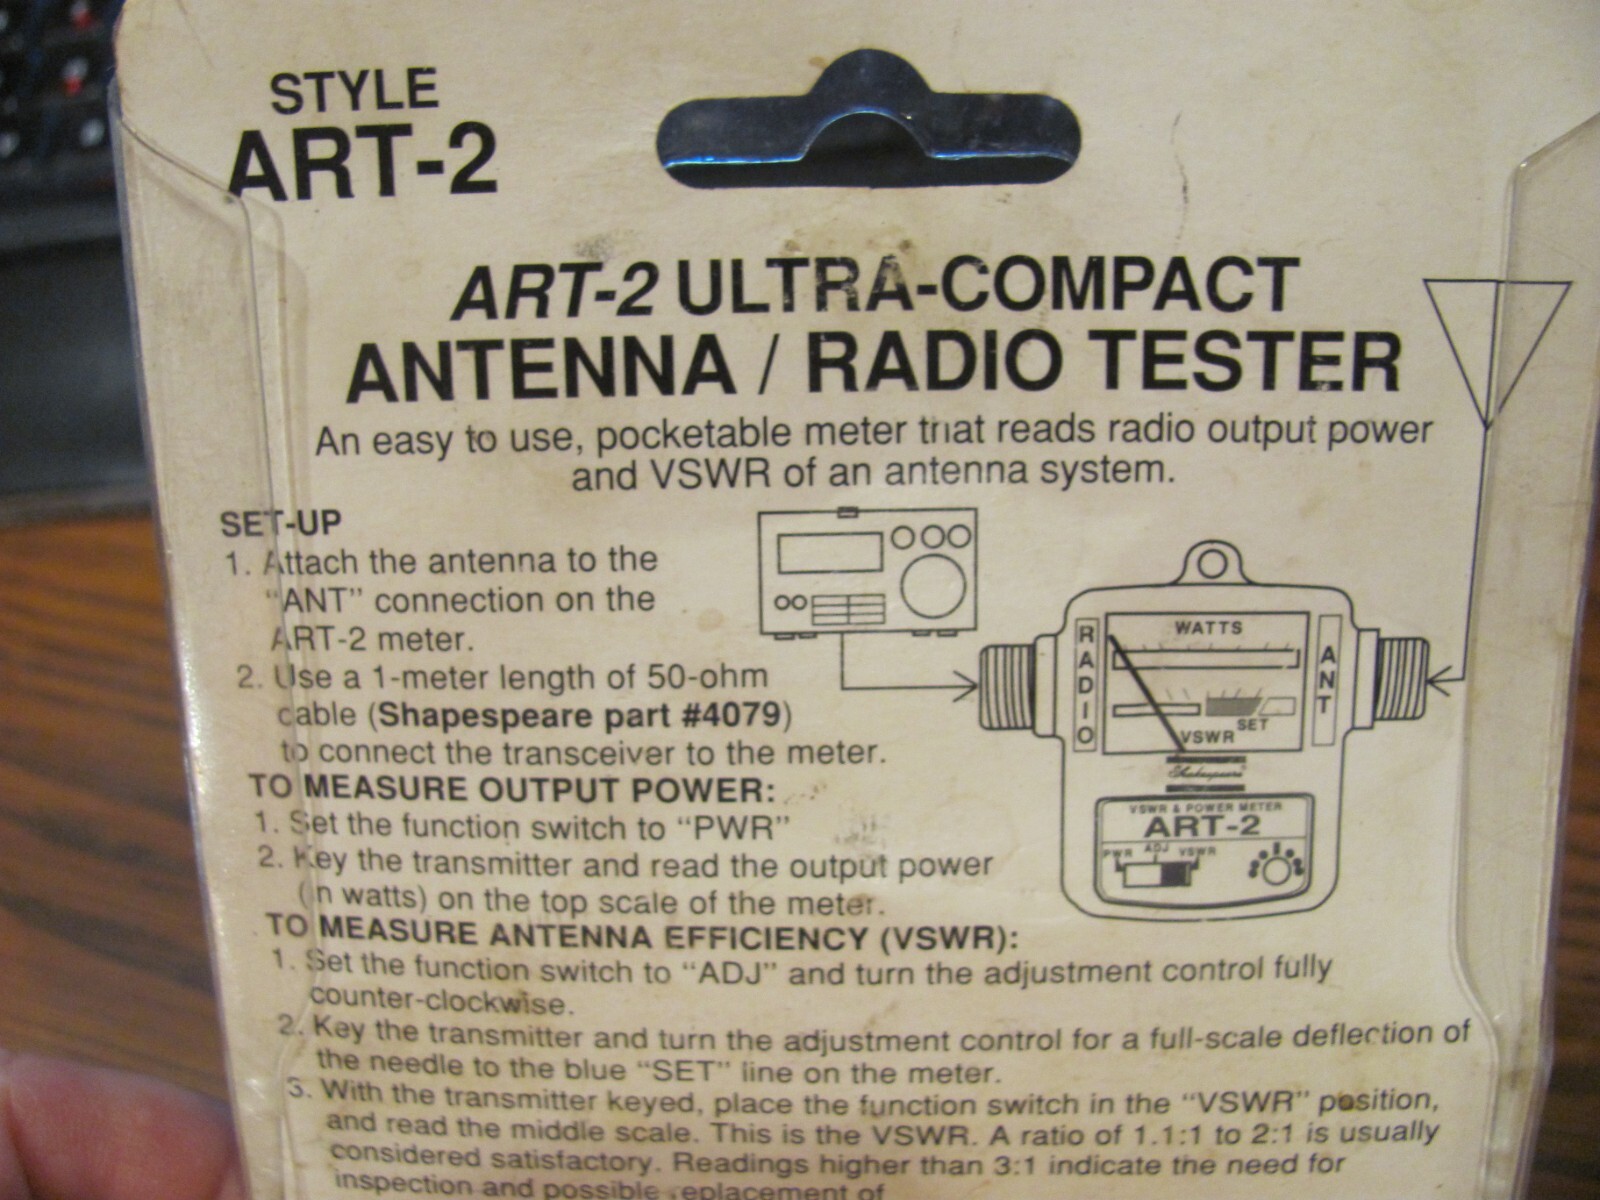 STYLE
ART-2
ART-2 ULTRA-COMPACT
ANTENNA / RADIO TESTER
An easy to use, pocketable meter that reads radio output power
and VSWR of an antenna system.
SET-UP
1. Attach the antenna to the
"ANT" connection on the
ART-2 meter.
2. Use a 1-meter length of 50-ohm
cable (Shapespeare part #4079)
to connect the transceiver to the meter.
TO MEASURE OUTPUT POWER:
1. Set the function switch to "PWR"
2. Key the transmitter and read the output power
(in watts) on the top scale of the meter.
TO MEASURE ANTENNA EFFICIENCY (VSWR):
1. Set the function switch to "ADJ" and turn the adjustment control fully
counter-clockwise.
2. Key the transmitter and turn the adjustment control for a full-scale deflection of
the needle to the blue "SET" line on the meter.
3. With the transmitter keyed, place the function switch in the "VSWR" position,
and read the middle scale. This is the VSWR. A ratio of 1.1:1 to 2:1 is usually
considered satisfactory. Readings higher than 3:1 indicate the need for
inspection and possible replacement of
RADIO
WATTS
ANT
SET
VSWR
Shakespeare
VSWR & POWER METER
ART-2
PWR ADJ VSWR